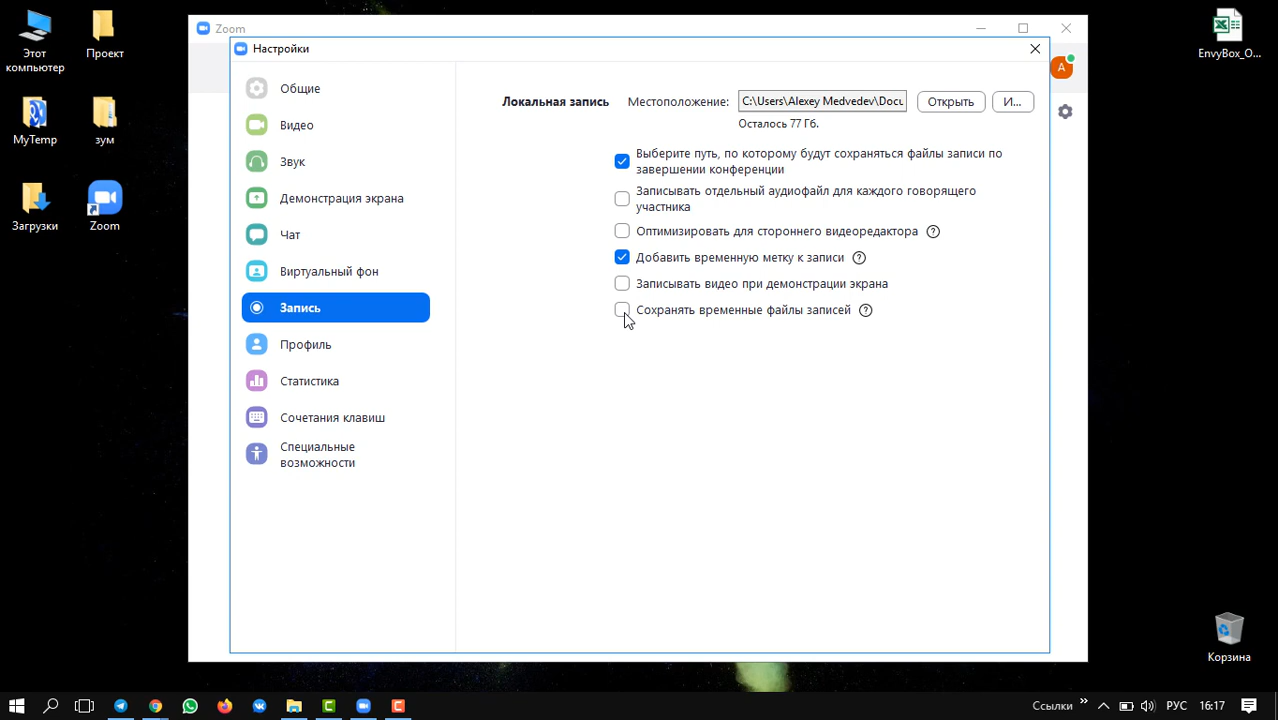 Этот
компьютер
Проект
MyTemp
зум
Загрузки
Zoom
EnvyBox_O...
Корзина
Zoom
Настройки
A
Общие
Видео
Звук
Демонстрация экрана
Чат
Виртуальный фон
Запись
Профиль
Статистика
Сочетания клавиш
Специальные
возможности
Локальная запись Местоположение: C:\Users\Alexey Medvedev\Docu Открыть И...
Осталось 77 Гб.
Выберите путь, по которому будут сохраняться файлы записи по
завершении конференции
Записывать отдельный аудиофайл для каждого говорящего
участника
Оптимизировать для стороннего видеоредактора ?
Добавить временную метку к записи ?
Записывать видео при демонстрации экрана
Сохранять временные файлы записей ?
Ссылки » РУС 16:17